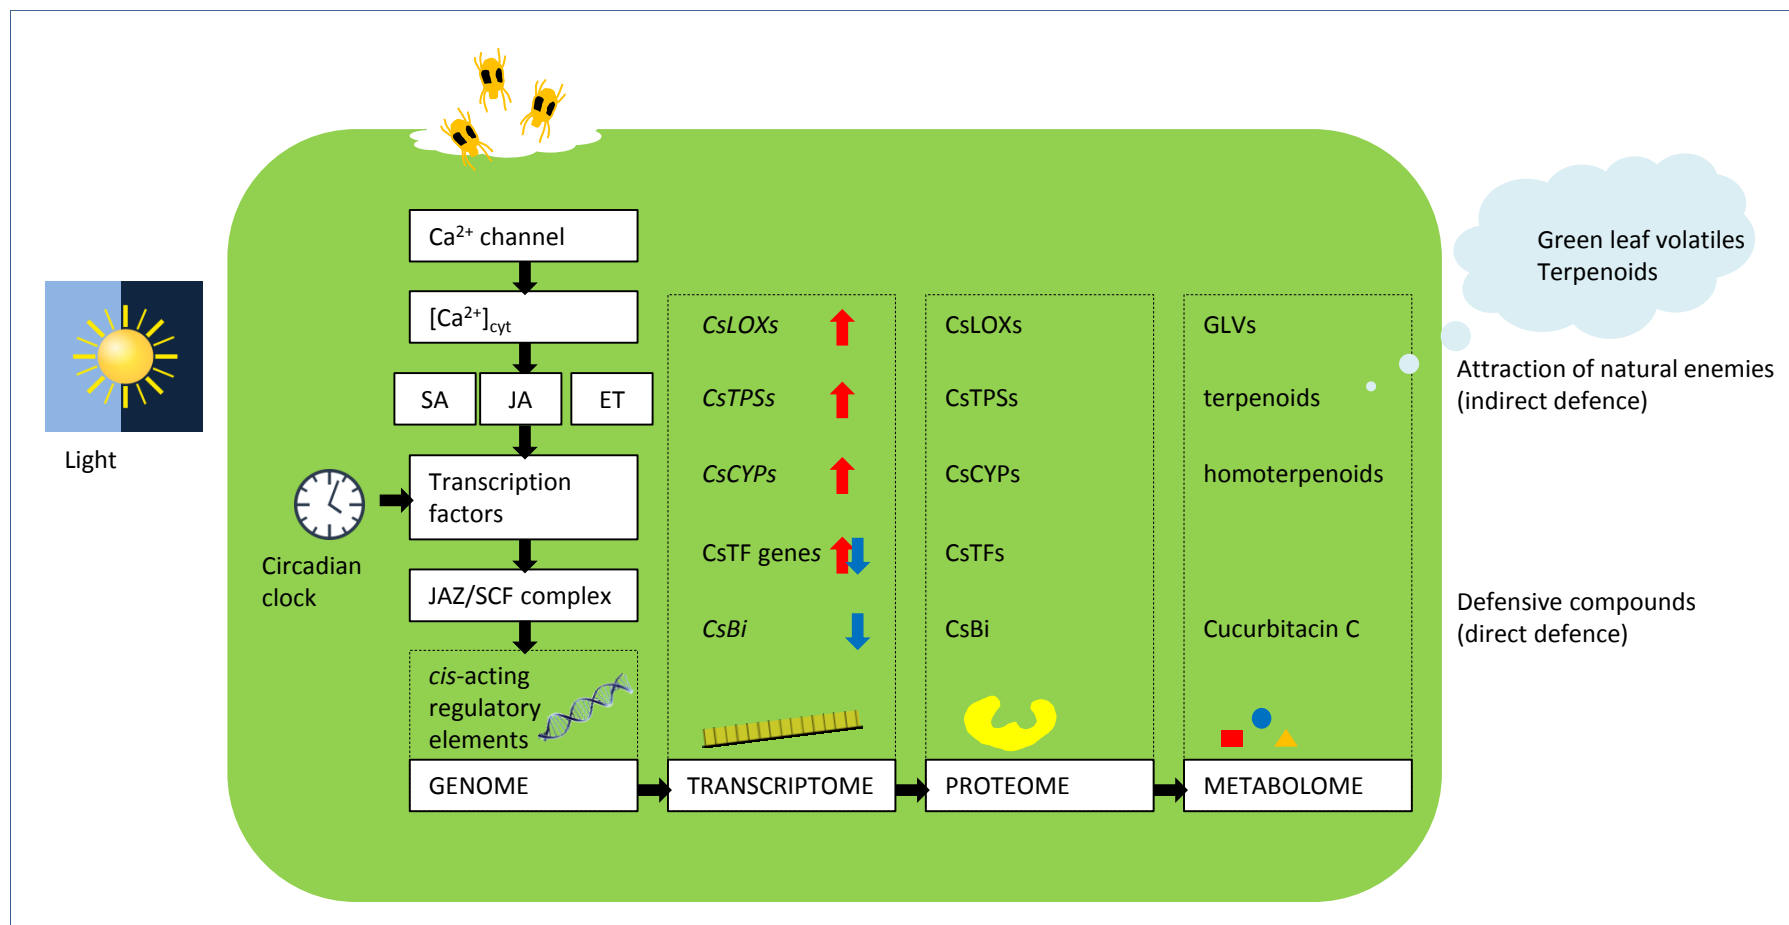 Ca²⁺ channel
[Ca²⁺]cyt
SA
JA
ET
Transcription
factors
JAZ/SCF complex
cis-acting
regulatory
elements
GENOME
Light
Circadian
clock
CsLOXs
CsTPSs
CsCYPs
CsTF genes
CsBi
TRANSCRIPTOME
CsLOXs
CsTPSs
CsCYPs
CsTFs
CsBi
PROTEOME
GLVs
terpenoids
homoterpenoids
Cucurbitacin C
METABOLOME
Green leaf volatiles
Terpenoids
Attraction of natural enemies
(indirect defence)
Defensive compounds
(direct defence)